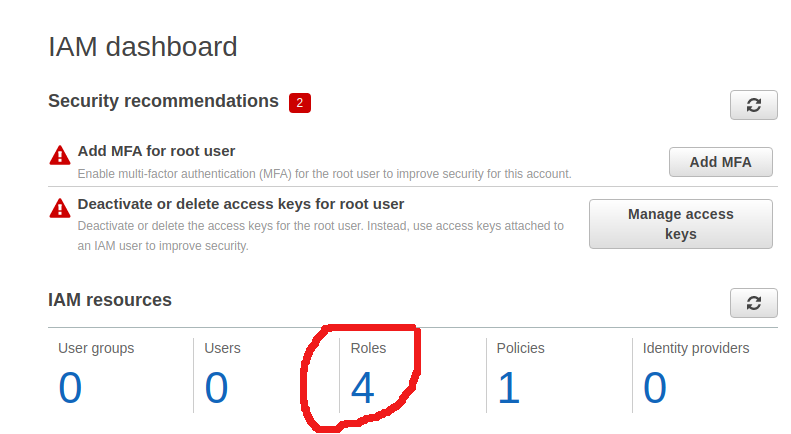 IAM dashboard
Security recommendations 2
Add MFA for root user
Enable multi-factor authentication (MFA) for the root user to improve security for this account.
Add MFA
Deactivate or delete access keys for root user
Deactivate or delete the access keys for the root user. Instead, use access keys attached to
an IAM user to improve security.
Manage access
keys
IAM resources
User groups
0
Users
0
Roles
4
Policies
1
Identity providers
0